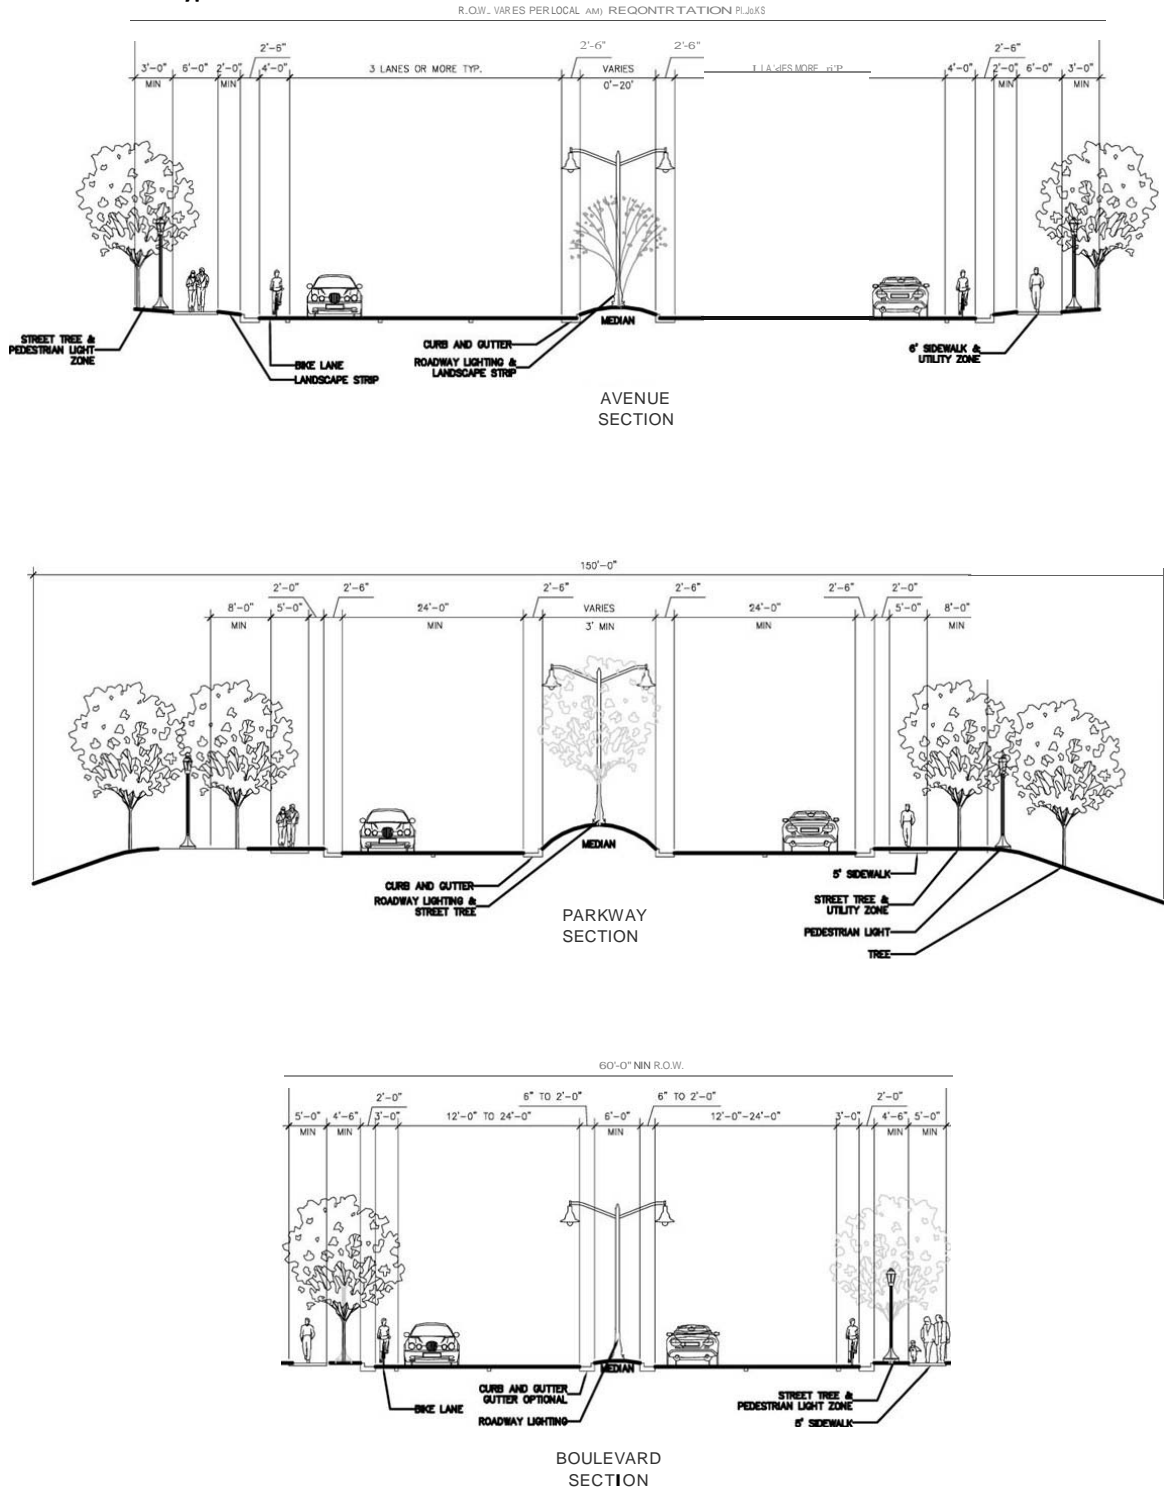 R.O.W.. VARES PER LOCAL AM) REQONTRTATION Pl.JoKS
2'-6" 2'-6" 2'-6" 2'-6"
3'-0" 6'-0" 2'-0" 4'-0" 3 LANES OR MORE TYP. VARIES 4'-0" 2'-0" 6'-0" 3'-0"
MIN MIN 0'-20' MIN MIN
STREET TREE &
PEDESTRIAN LIGHT
ZONE
BIKE LANE
LANDSCAPE STRIP
CURB AND GUTTER
ROADWAY LIGHTING &
LANDSCAPE STRIP
MEDIAN
6' SIDEWALK &
UTILITY ZONE
AVENUE
SECTION
150'-0"
2'-0" 2'-6" 2'-6" 2'-6" 2'-6" 2'-0"
8'-0" 5'-0" 24'-0" VARIES 24'-0" 5'-0" 8'-0"
MIN MIN 3' MIN MIN MIN
MEDIAN
CURB AND GUTTER
ROADWAY LIGHTING &
STREET TREE
5' SIDEWALK
STREET TREE &
UTILITY ZONE
PEDESTRIAN LIGHT
TREE
PARKWAY
SECTION
60'-0" NIN R.O.W.
2'-0" 6" TO 2'-0" 6" TO 2'-0" 2'-0"
5'-0" 4'-6" 3'-0" 12'-0" TO 24'-0" 6'-0" 12'-0"-24'-0" 3'-0" 4'-6" 5'-0"
MIN MIN MIN MIN MIN
MEDIAN
BIKE LANE
CURB AND GUTTER
GUTTER OPTIONAL
ROADWAY LIGHTING
STREET TREE &
PEDESTRIAN LIGHT ZONE
5' SIDEWALK
BOULEVARD
SECTION